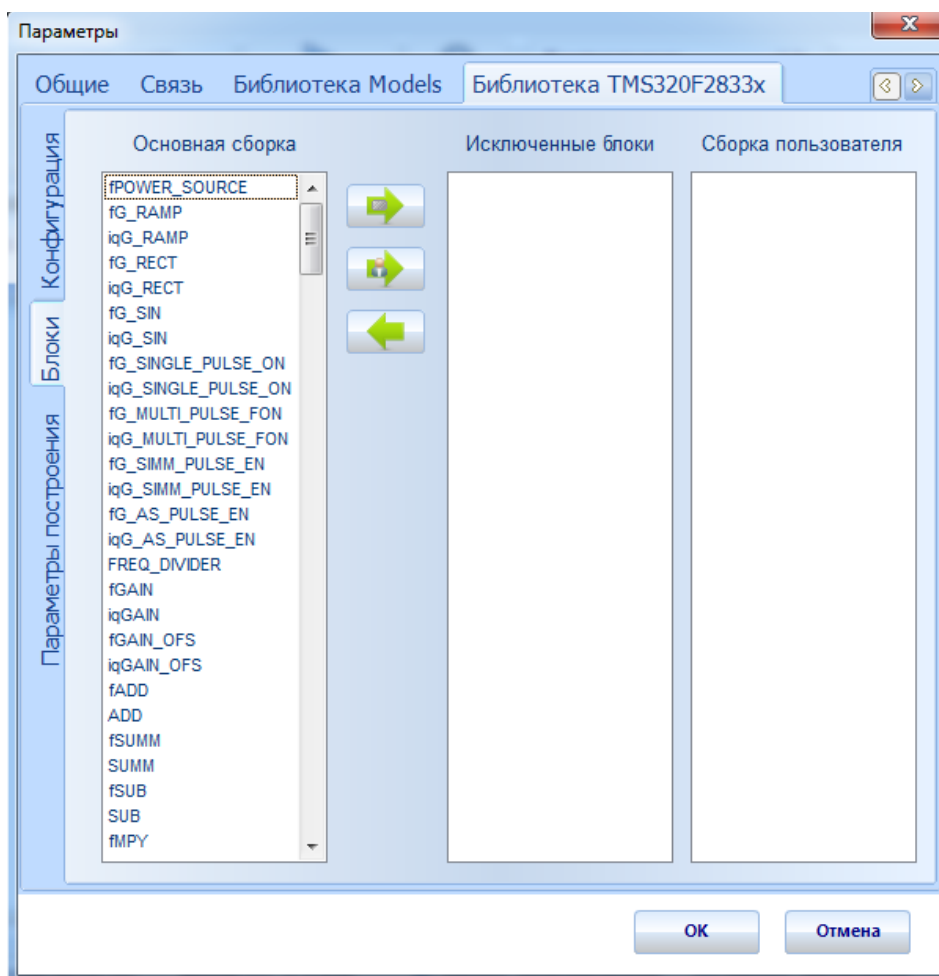 Параметры
Общие Связь Библиотека Models Библиотека TMS320F2833x
Конфигурация
Блоки
Параметры построения
Основная сборка
Исключенные блоки
Сборка пользователя
fPOWER_SOURCE
fG_RAMP
iqG_RAMP
fG_RECT
iqG_RECT
fG_SIN
iqG_SIN
fG_SINGLE_PULSE_ON
iqG_SINGLE_PULSE_ON
fG_MULTI_PULSE_FON
iqG_MULTI_PULSE_FON
fG_SIMM_PULSE_EN
iqG_SIMM_PULSE_EN
fG_AS_PULSE_EN
iqG_AS_PULSE_EN
FREQ_DIVIDER
fGAIN
iqGAIN
fGAIN_OFS
iqGAIN_OFS
fADD
ADD
fSUMM
SUMM
fSUB
SUB
fMPY
ОК
Отмена